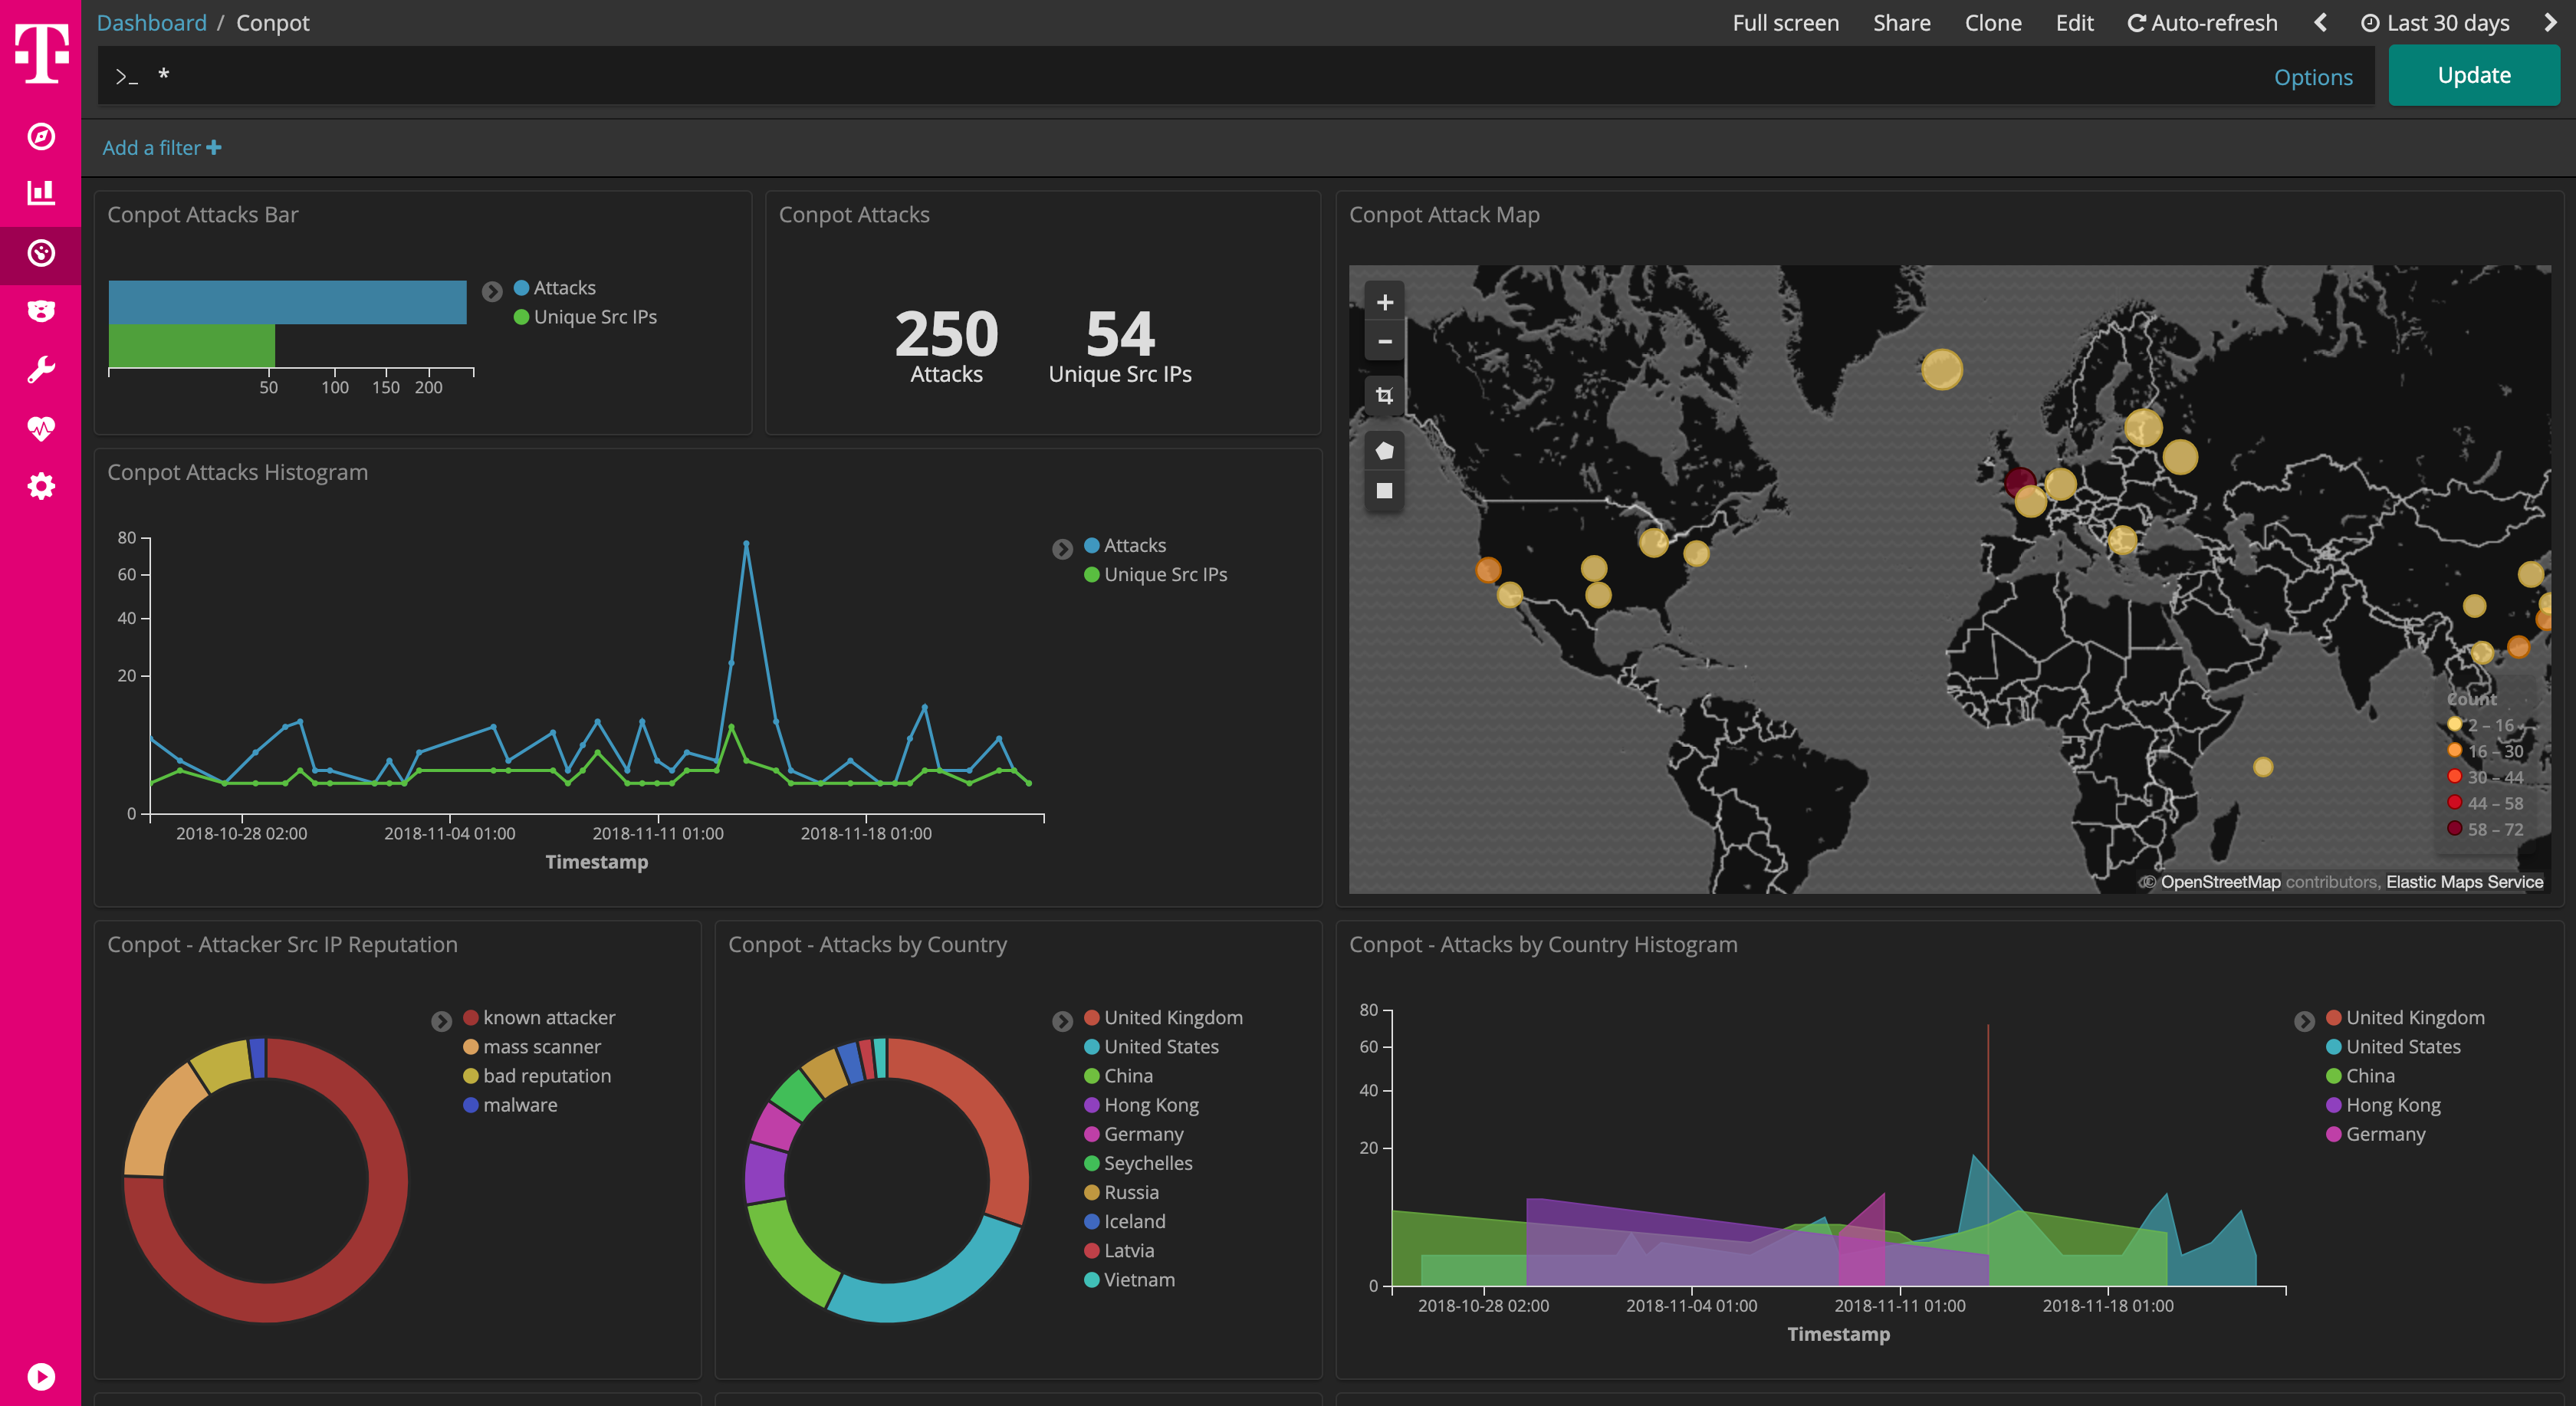 Dashboard / Conpot
Full screen Share Clone Edit Auto-refresh Last 30 days
>_ *
Options
Update
Add a filter +
Conpot Attacks Bar
Attacks
Unique Src IPs
50 100 150 200
Conpot Attacks
250
Attacks
54
Unique Src IPs
Conpot Attack Map
+
−
Count
2 – 16
16 – 30
30 – 44
44 – 58
58 – 72
© OpenStreetMap contributors, Elastic Maps Service
Conpot Attacks Histogram
80
60
40
20
0
2018-10-28 02:00 2018-11-04 01:00 2018-11-11 01:00 2018-11-18 01:00
Timestamp
Attacks
Unique Src IPs
Conpot - Attacker Src IP Reputation
known attacker
mass scanner
bad reputation
malware
Conpot - Attacks by Country
United Kingdom
United States
China
Hong Kong
Germany
Seychelles
Russia
Iceland
Latvia
Vietnam
Conpot - Attacks by Country Histogram
80
60
40
20
0
2018-10-28 02:00 2018-11-04 01:00 2018-11-11 01:00 2018-11-18 01:00
Timestamp
United Kingdom
United States
China
Hong Kong
Germany